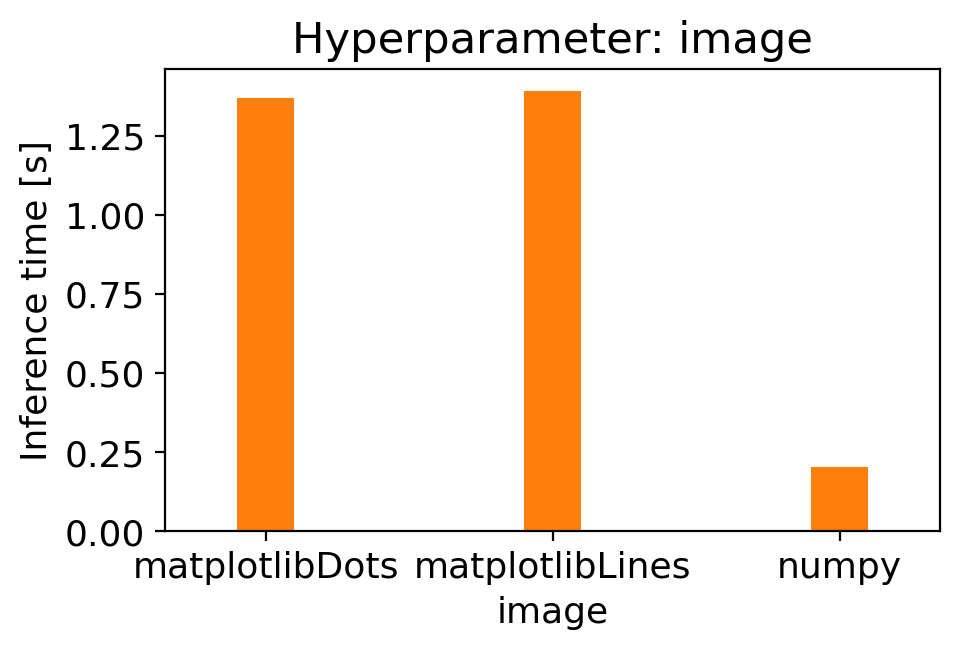 Hyperparameter: image
Inference time [s]
1.25
1.00
0.75
0.50
0.25
0.00
matplotlibDots matplotlibLines numpy
image